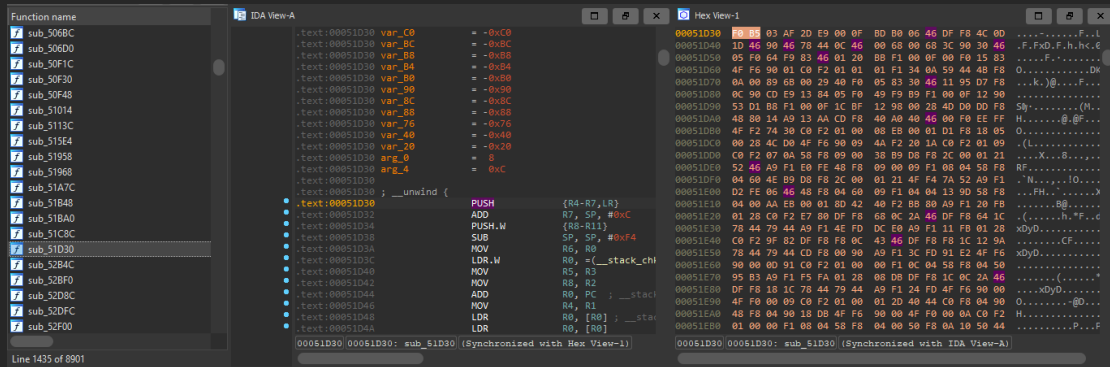 Function name
sub_506BC
sub_506D0
sub_50F1C
sub_50F30
sub_50F48
sub_51014
sub_5113C
sub_515E4
sub_51958
sub_51968
sub_51A7C
sub_51B48
sub_51BA0
sub_51C8C
sub_51D30
sub_52B4C
sub_52BF0
sub_52D8C
sub_52DFC
sub_52F00
Line 1435 of 8901
IDA View-A
.text:00051D30 var_C0 = -0xC0
.text:00051D30 var_BC = -0xBC
.text:00051D30 var_B8 = -0xB8
.text:00051D30 var_B4 = -0xB4
.text:00051D30 var_B0 = -0xB0
.text:00051D30 var_90 = -0x90
.text:00051D30 var_8C = -0x8C
.text:00051D30 var_88 = -0x88
.text:00051D30 var_76 = -0x76
.text:00051D30 var_40 = -0x40
.text:00051D30 var_20 = -0x20
.text:00051D30 arg_0 = 8
.text:00051D30 arg_4 = 0xC
.text:00051D30
.text:00051D30 ; __unwind {
.text:00051D30 PUSH {R4-R7,LR}
.text:00051D32 ADD R7, SP, #0xC
.text:00051D34 PUSH.W {R8-R11}
.text:00051D38 SUB SP, SP, #0xF4
.text:00051D3A MOV R6, R0
.text:00051D3C LDR.W R0, =(__stack_chk
.text:00051D40 MOV R5, R3
.text:00051D42 MOV R8, R2
.text:00051D44 ADD R0, PC ; __stack
.text:00051D46 MOV R4, R1
.text:00051D48 LDR R0, [R0] ; __stac
.text:00051D4A LDR R0, [R0]
00051D30 00051D30: sub_51D30 (Synchronized with Hex View-1)
Hex View-1
00051D30 F0 B5 03 AF 2D E9 00 0F BD B0 06 46 DF F8 4C 0D
00051D40 1D 46 90 46 78 44 0C 46 00 68 00 68 3C 90 30 46
00051D50 05 F0 64 F9 83 46 01 20 BB F1 00 0F 00 F0 15 83
00051D60 4F F6 90 01 C0 F2 01 01 01 F1 34 0A 59 44 4B F8
00051D70 0A 00 89 6B 00 29 40 F0 05 83 30 46 11 95 D7 F8
00051D80 0C 90 CD E9 13 84 05 F0 49 F9 B9 F1 00 0F 12 90
00051D90 53 D1 B8 F1 00 0F 1C BF 12 98 00 28 4D D0 DD F8
00051DA0 48 80 14 A9 13 AA CD F8 40 A0 40 46 00 F0 EE FF
00051DB0 4F F2 74 30 C0 F2 01 00 08 EB 00 01 D1 F8 18 05
00051DC0 00 28 4C D0 4F F6 90 09 4A F2 20 1A C0 F2 01 09
00051DD0 C0 F2 07 0A 58 F8 09 00 38 B9 D8 F8 2C 00 01 21
00051DE0 52 46 A9 F1 E0 FE 48 F8 09 00 09 F1 08 04 58 F8
00051DF0 04 60 4E B9 D8 F8 2C 00 01 21 4F F4 7A 52 A9 F1
00051E00 D2 FE 06 46 48 F8 04 60 09 F1 04 04 13 9D 58 F8
00051E10 04 00 AA EB 00 01 8D 42 40 F2 BB 80 A9 F1 20 FB
00051E20 01 28 C0 F2 E7 80 DF F8 68 0C 2A 46 DF F8 64 1C
00051E30 78 44 79 44 A9 F1 4E FD DC E0 A9 F1 11 FB 01 28
00051E40 C0 F2 9F 82 DF F8 F8 0C 43 46 DF F8 F8 1C 12 9A
00051E50 78 44 79 44 CD F8 00 90 A9 F1 3C FD 91 E2 4F F6
00051E60 90 00 0D 91 C0 F2 01 00 00 F1 0C 04 58 F8 04 50
00051E70 95 B3 A9 F1 F5 FA 01 28 08 DB DF F8 1C 0C 2A 46
00051E80 DF F8 18 1C 78 44 79 44 A9 F1 24 FD 4F F6 90 00
00051E90 4F F0 00 09 C0 F2 01 00 01 2D 40 44 C0 F8 04 90
00051EA0 48 F8 04 90 18 DB 4F F6 90 00 4F F0 00 0A C0 F2
00051EB0 01 00 00 F1 08 04 58 F8 04 00 50 F8 0A 10 50 44
00051D30 00051D30: sub_51D30 (Synchronized with IDA View-A)